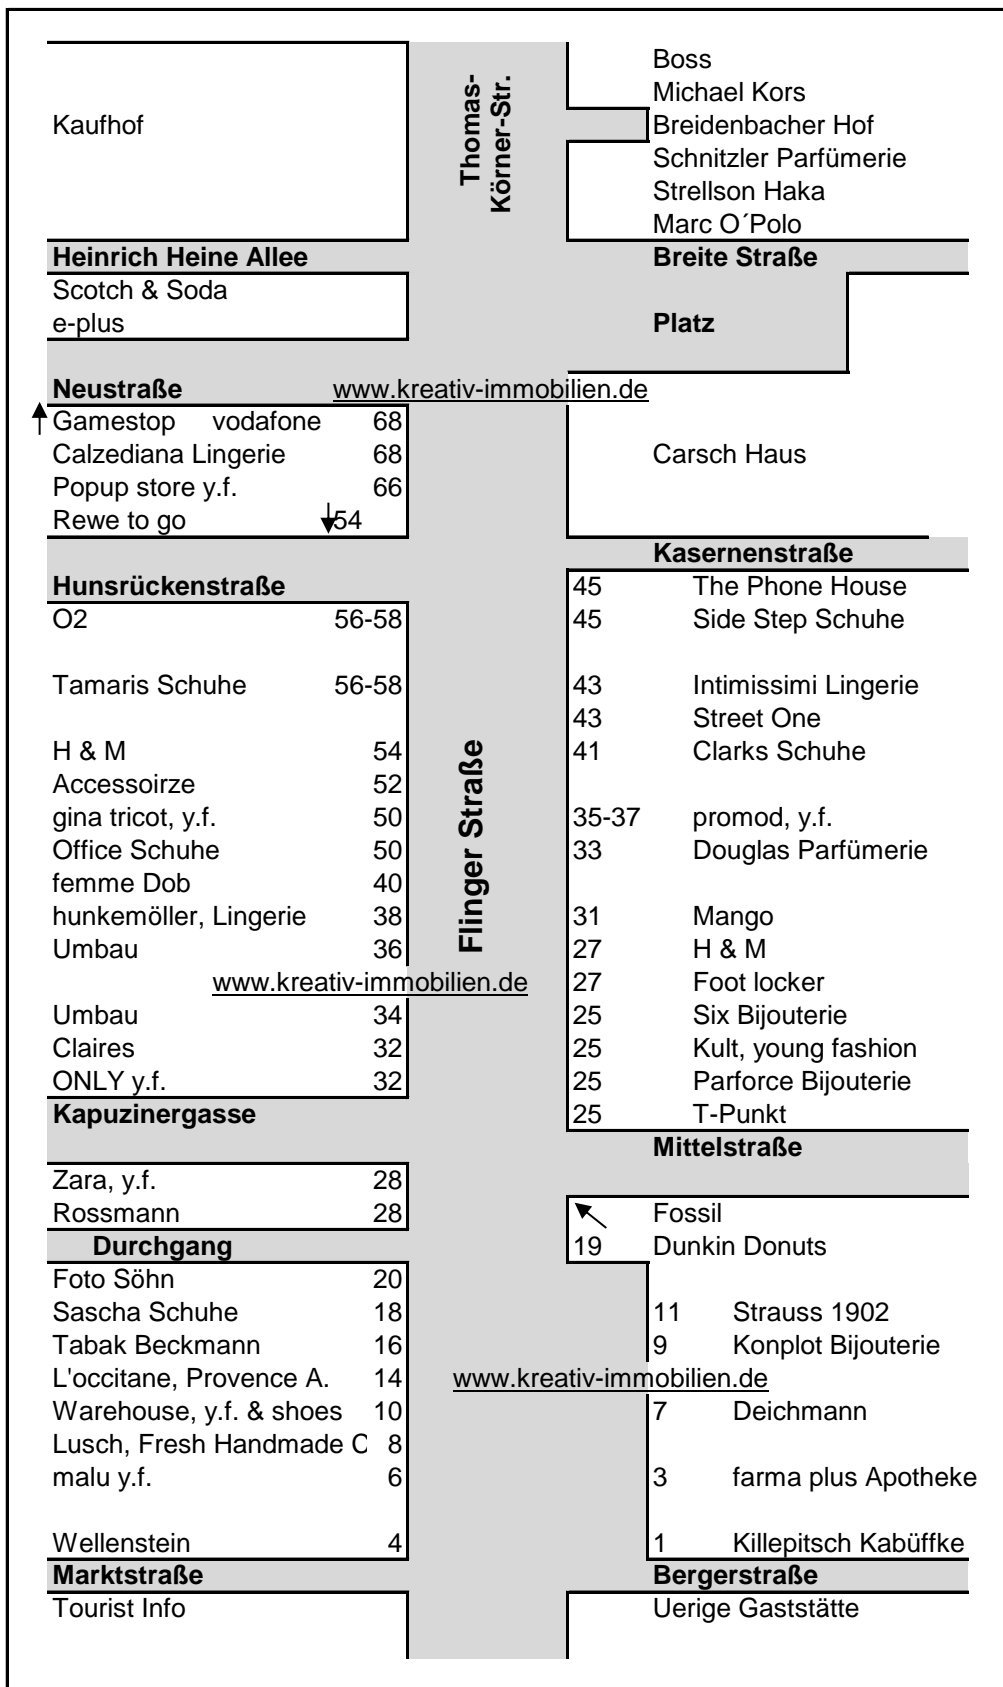 Boss
Michael Kors
Kaufhof Breidenbacher Hof
Thomas-
Körner-Str.
Schnitzler Parfümerie
Strellson Haka
Marc O´Polo
Heinrich Heine Allee Breite Straße
Scotch & Soda
e-plus Platz
Neustraße www.kreativ-immobilien.de
Gamestop vodafone 68
Calzediana Lingerie 68 Carsch Haus
Popup store y.f. 66
Rewe to go 54
Kasernenstraße
Hunsrückenstraße 45 The Phone House
O2 56-58 45 Side Step Schuhe
Tamaris Schuhe 56-58 43 Intimissimi Lingerie
43 Street One
H & M 54 41 Clarks Schuhe
Accessoirze 52
gina tricot, y.f. 50 35-37 promod, y.f.
Office Schuhe 50 33 Douglas Parfümerie
femme Dob 40
Flinger Straße
hunkemöller, Lingerie 38 31 Mango
Umbau 36 27 H & M
www.kreativ-immobilien.de 27 Foot locker
Umbau 34 25 Six Bijouterie
Claires 32 25 Kult, young fashion
ONLY y.f. 32 25 Parforce Bijouterie
Kapuzinergasse 25 T-Punkt
Mittelstraße
Zara, y.f. 28
Rossmann 28 Fossil
Durchgang 19 Dunkin Donuts
Foto Söhn 20
Sascha Schuhe 18 11 Strauss 1902
Tabak Beckmann 16 9 Konplot Bijouterie
L'occitane, Provence A. 14 www.kreativ-immobilien.de
Warehouse, y.f. & shoes 10 7 Deichmann
Lusch, Fresh Handmade C 8
malu y.f. 6 3 farma plus Apotheke
Wellenstein 4 1 Killepitsch Kabüffke
Marktstraße Bergerstraße
Tourist Info Uerige Gaststätte